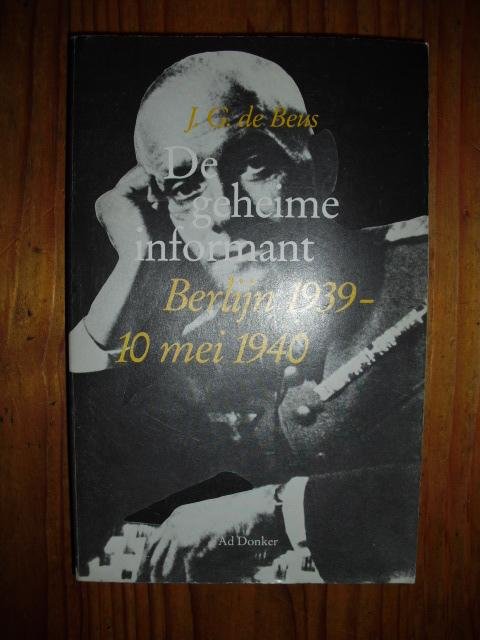 J. G. de Beus
De
geheime
informant
Berlijn 1939–
10 mei 1940
Ad Donker